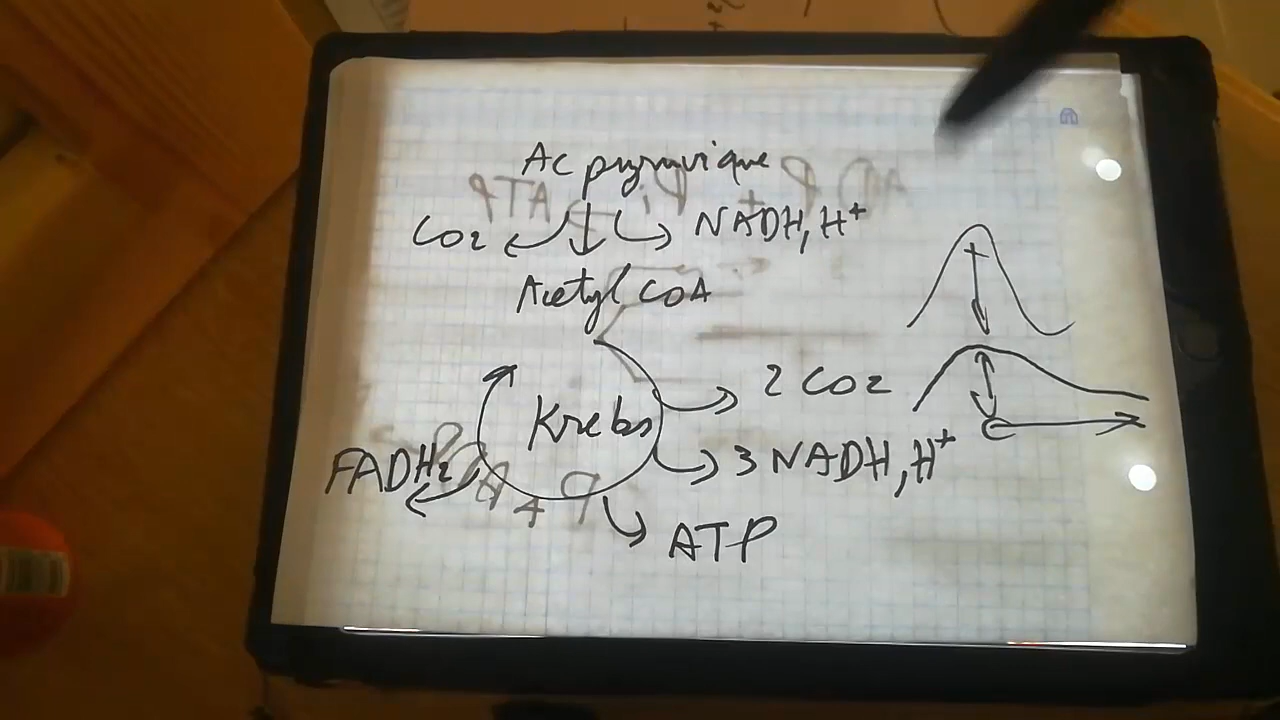 Ac pyruvique
CO2
NADH, H+
Acetyl COA
2 CO2
Krebs
3 NADH, H+
FADH2
ATP